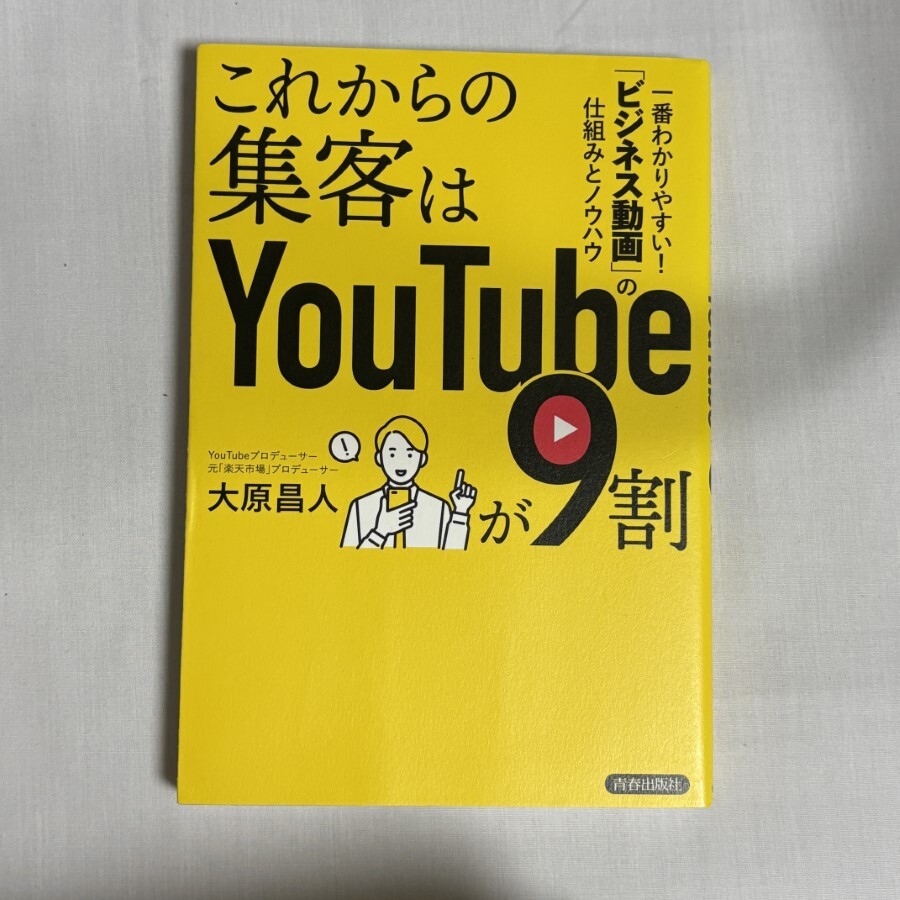 これからの
集客は
YouTube
が9割
一番わかりやすい!
「ビジネス動画」の
仕組みとノウハウ
!
YouTubeプロデューサー
元「楽天市場」プロデューサー
大原昌人
青春出版社
YouTube